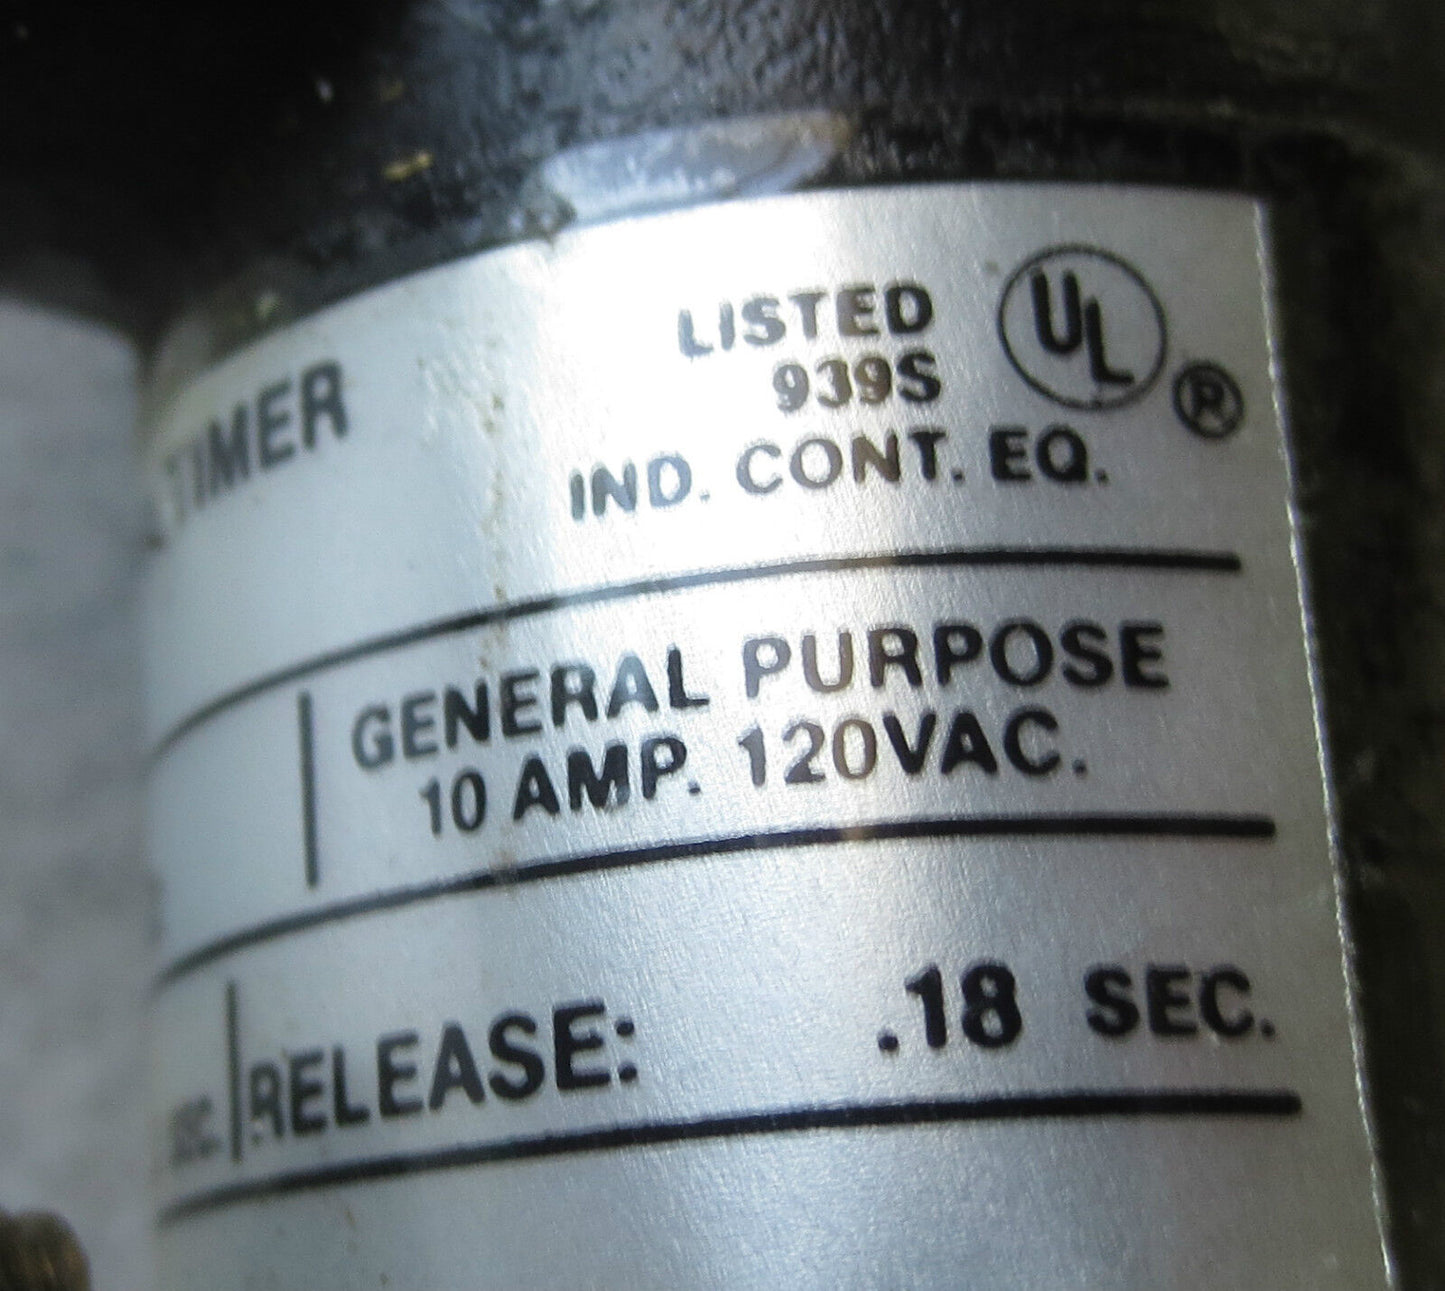 TIMER
LISTED UL ®
939S
IND. CONT. EQ.
GENERAL PURPOSE
10 AMP. 120VAC.
RELEASE: .18 SEC.